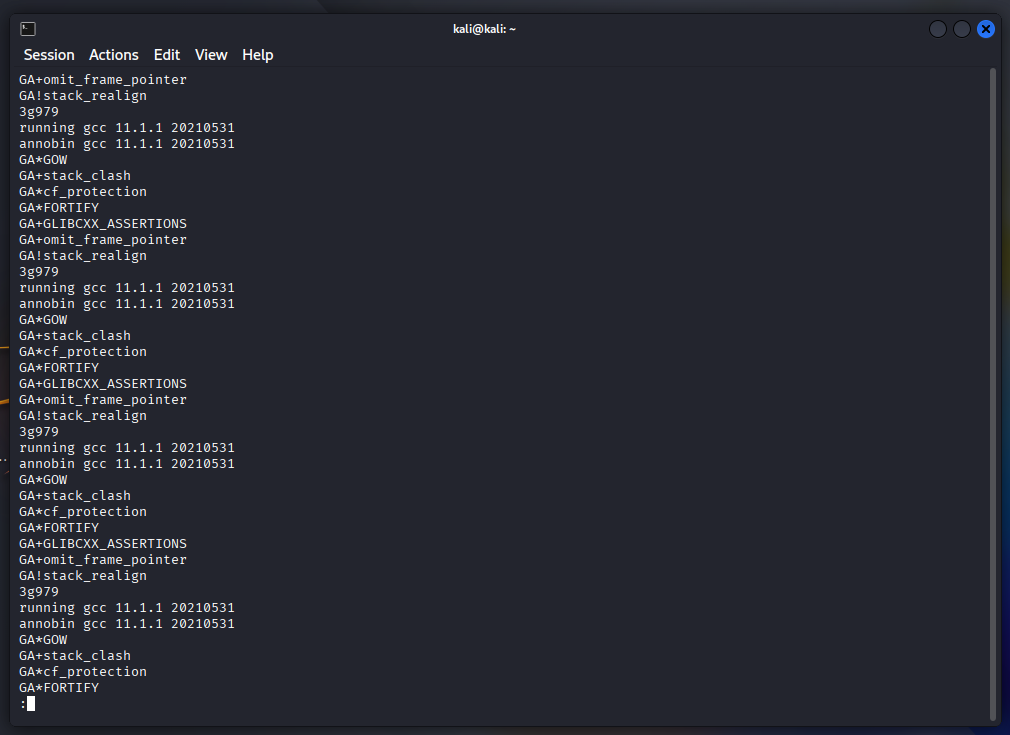 kali@kali: ~
Session Actions Edit View Help
GA+omit_frame_pointer
GA!stack_realign
3g979
running gcc 11.1.1 20210531
annobin gcc 11.1.1 20210531
GA*GOW
GA+stack_clash
GA*cf_protection
GA*FORTIFY
GA+GLIBCXX_ASSERTIONS
GA+omit_frame_pointer
GA!stack_realign
3g979
running gcc 11.1.1 20210531
annobin gcc 11.1.1 20210531
GA*GOW
GA+stack_clash
GA*cf_protection
GA*FORTIFY
GA+GLIBCXX_ASSERTIONS
GA+omit_frame_pointer
GA!stack_realign
3g979
running gcc 11.1.1 20210531
annobin gcc 11.1.1 20210531
GA*GOW
GA+stack_clash
GA*cf_protection
GA*FORTIFY
GA+GLIBCXX_ASSERTIONS
GA+omit_frame_pointer
GA!stack_realign
3g979
running gcc 11.1.1 20210531
annobin gcc 11.1.1 20210531
GA*GOW
GA+stack_clash
GA*cf_protection
GA*FORTIFY
: